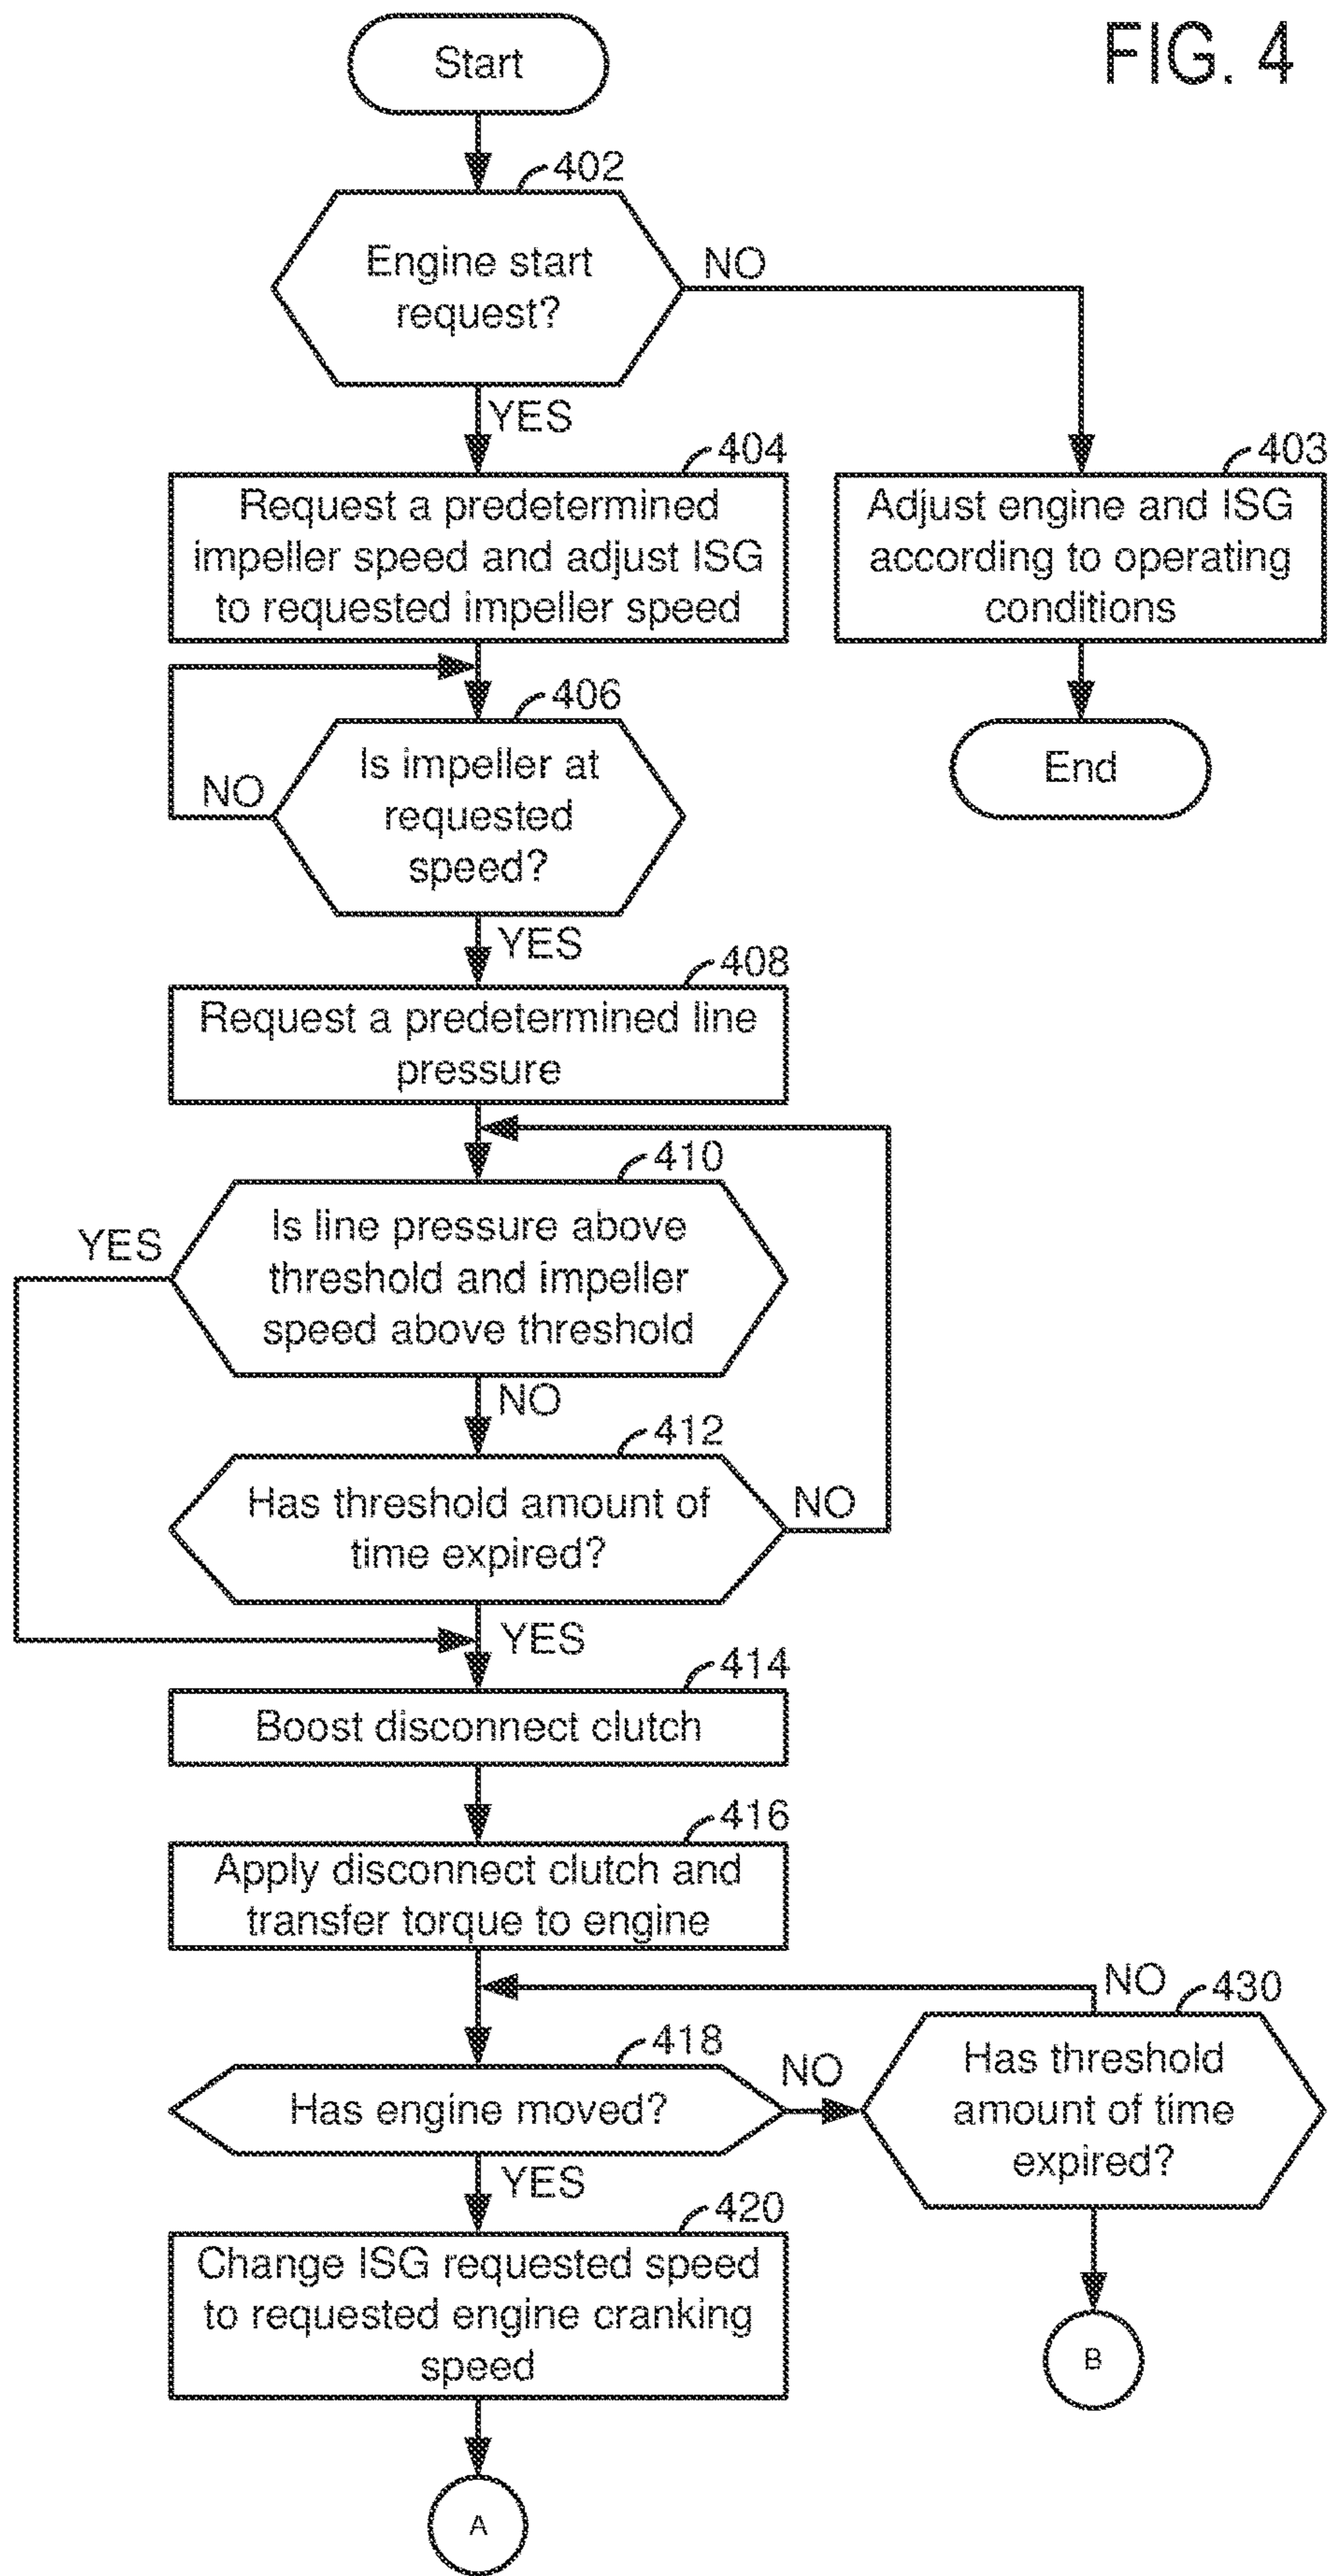 FIG. 4
Start
402
Engine start
request?
NO
YES
404
Request a predetermined
impeller speed and adjust ISG
to requested impeller speed
403
Adjust engine and ISG
according to operating
conditions
End
406
Is impeller at
requested
speed?
NO
YES
408
Request a predetermined line
pressure
410
Is line pressure above
threshold and impeller
speed above threshold
YES
NO
412
Has threshold amount of
time expired?
NO
YES
414
Boost disconnect clutch
416
Apply disconnect clutch and
transfer torque to engine
418
Has engine moved?
NO
430
Has threshold
amount of time
expired?
NO
B
YES
420
Change ISG requested speed
to requested engine cranking
speed
A